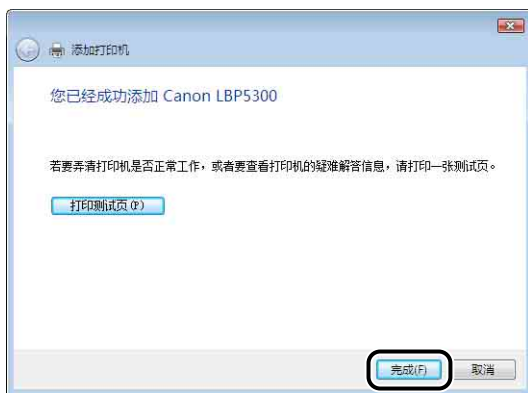 添加打印机
您已经成功添加 Canon LBP5300
若要弄清打印机是否正常工作，或者要查看打印机的疑难解答信息，请打印一张测试页。
打印测试页(P)
完成(F) 取消